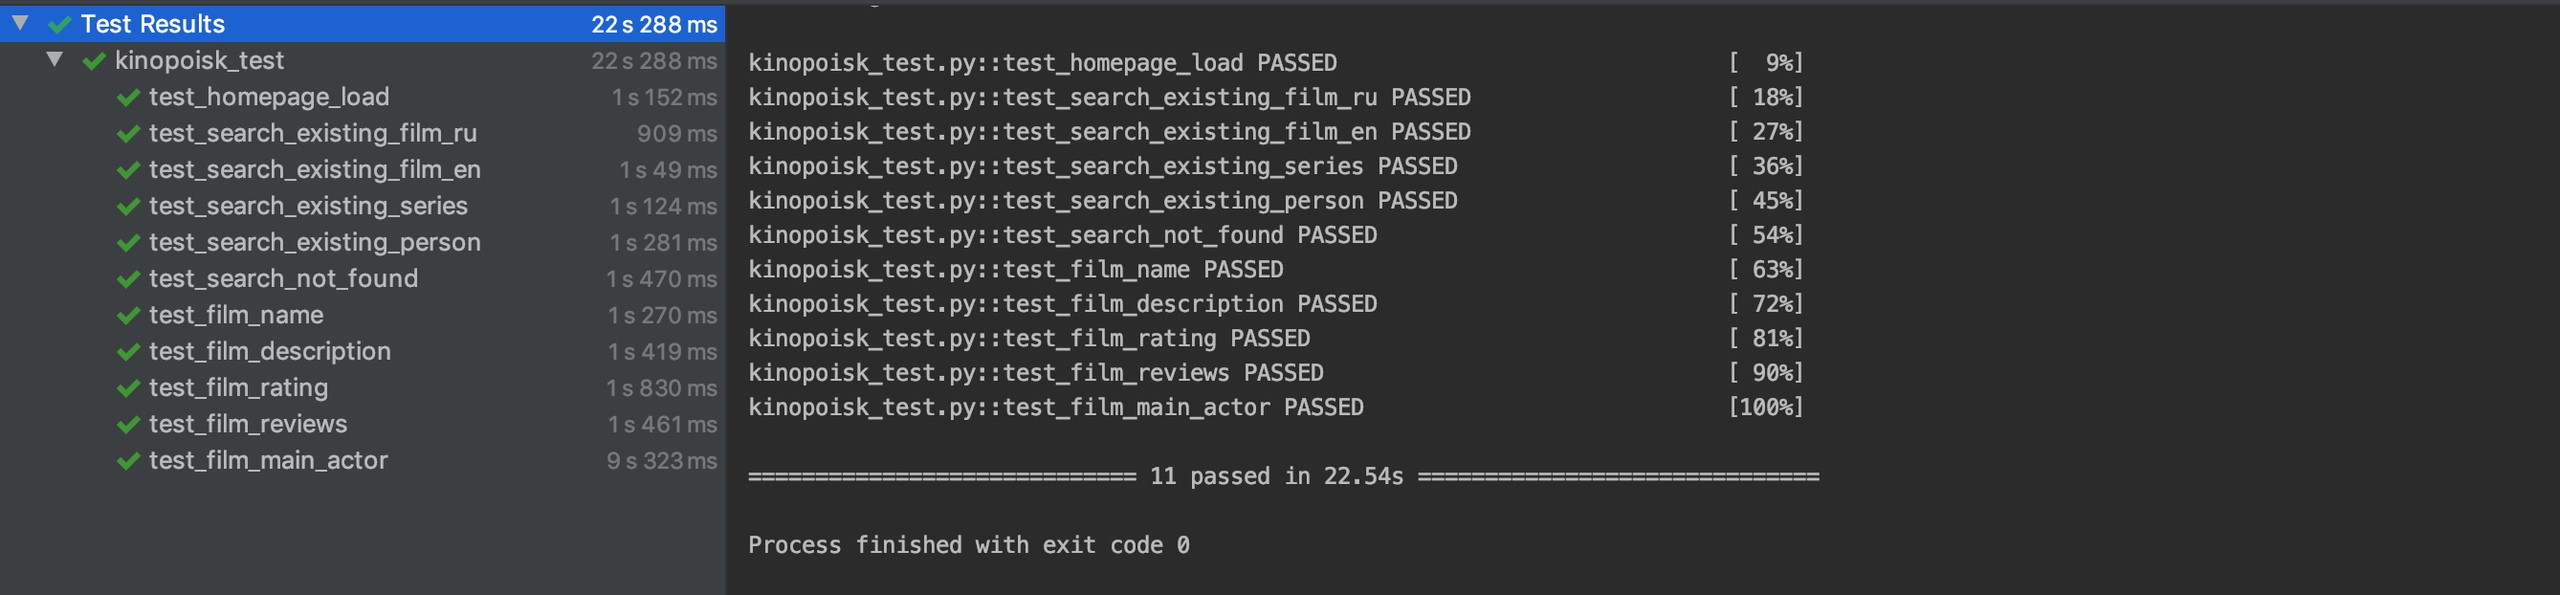 Test Results 22 s 288 ms
kinopoisk_test 22 s 288 ms
test_homepage_load 1 s 152 ms
test_search_existing_film_ru 909 ms
test_search_existing_film_en 1 s 49 ms
test_search_existing_series 1 s 124 ms
test_search_existing_person 1 s 281 ms
test_search_not_found 1 s 470 ms
test_film_name 1 s 270 ms
test_film_description 1 s 419 ms
test_film_rating 1 s 830 ms
test_film_reviews 1 s 461 ms
test_film_main_actor 9 s 323 ms
kinopoisk_test.py::test_homepage_load PASSED [  9%]
kinopoisk_test.py::test_search_existing_film_ru PASSED [ 18%]
kinopoisk_test.py::test_search_existing_film_en PASSED [ 27%]
kinopoisk_test.py::test_search_existing_series PASSED [ 36%]
kinopoisk_test.py::test_search_existing_person PASSED [ 45%]
kinopoisk_test.py::test_search_not_found PASSED [ 54%]
kinopoisk_test.py::test_film_name PASSED [ 63%]
kinopoisk_test.py::test_film_description PASSED [ 72%]
kinopoisk_test.py::test_film_rating PASSED [ 81%]
kinopoisk_test.py::test_film_reviews PASSED [ 90%]
kinopoisk_test.py::test_film_main_actor PASSED [100%]
============================= 11 passed in 22.54s ==============================
Process finished with exit code 0